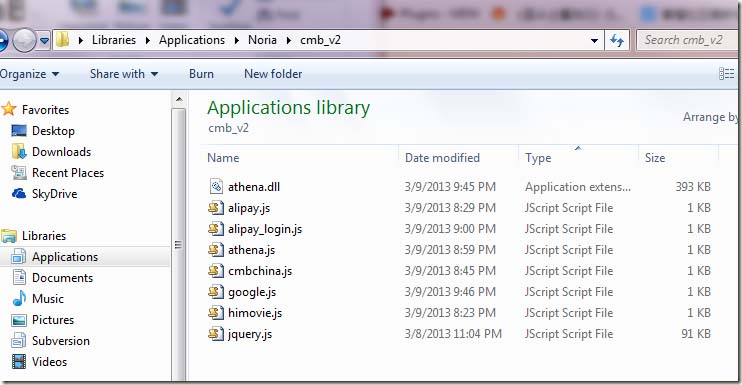 Libraries ▸ Applications ▸ Noria ▸ cmb_v2
Search cmb_v2
Organize Share with Burn New folder
Favorites
Desktop
Downloads
Recent Places
SkyDrive
Libraries
Applications
Documents
Music
Pictures
Subversion
Videos
Applications library
cmb_v2
Arrange by
Name Date modified Type Size
athena.dll 3/9/2013 9:45 PM Application extens... 393 KB
alipay.js 3/9/2013 8:29 PM JScript Script File 1 KB
alipay_login.js 3/9/2013 9:00 PM JScript Script File 1 KB
athena.js 3/9/2013 8:59 PM JScript Script File 1 KB
cmbchina.js 3/9/2013 8:45 PM JScript Script File 1 KB
google.js 3/9/2013 9:46 PM JScript Script File 1 KB
himovie.js 3/9/2013 8:23 PM JScript Script File 1 KB
jquery.js 3/8/2013 11:04 PM JScript Script File 91 KB